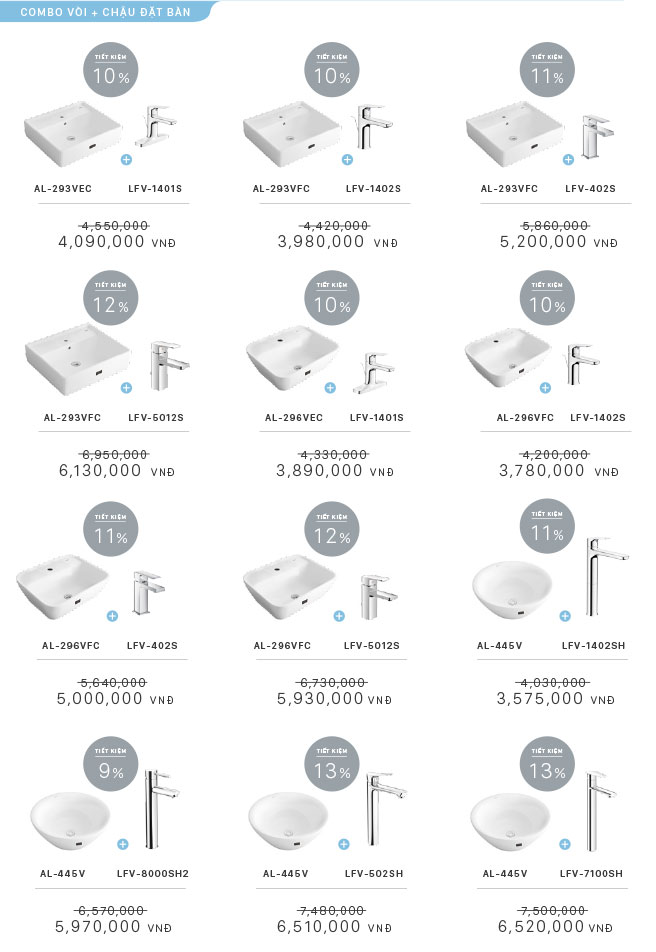 COMBO VÒI + CHẬU ĐẶT BÀN
TIẾT KIỆM
10%
TIẾT KIỆM
10%
TIẾT KIỆM
11%
AL-293VEC LFV-1401S
AL-293VFC LFV-1402S
AL-293VFC LFV-402S
4,550,000
4,090,000 VNĐ
4,420,000
3,980,000 VNĐ
5,860,000
5,200,000 VNĐ
TIẾT KIỆM
12%
TIẾT KIỆM
10%
TIẾT KIỆM
10%
AL-293VFC LFV-5012S
AL-296VEC LFV-1401S
AL-296VFC LFV-1402S
6,950,000
6,130,000 VNĐ
4,330,000
3,890,000 VNĐ
4,200,000
3,780,000 VNĐ
TIẾT KIỆM
11%
TIẾT KIỆM
12%
TIẾT KIỆM
11%
AL-296VFC LFV-402S
AL-296VFC LFV-5012S
AL-445V LFV-1402SH
5,640,000
5,000,000 VNĐ
6,730,000
5,930,000 VNĐ
4,030,000
3,575,000 VNĐ
TIẾT KIỆM
9%
TIẾT KIỆM
13%
TIẾT KIỆM
13%
AL-445V LFV-8000SH2
AL-445V LFV-502SH
AL-445V LFV-7100SH
6,570,000
5,970,000 VNĐ
7,480,000
6,510,000 VNĐ
7,500,000
6,520,000 VNĐ